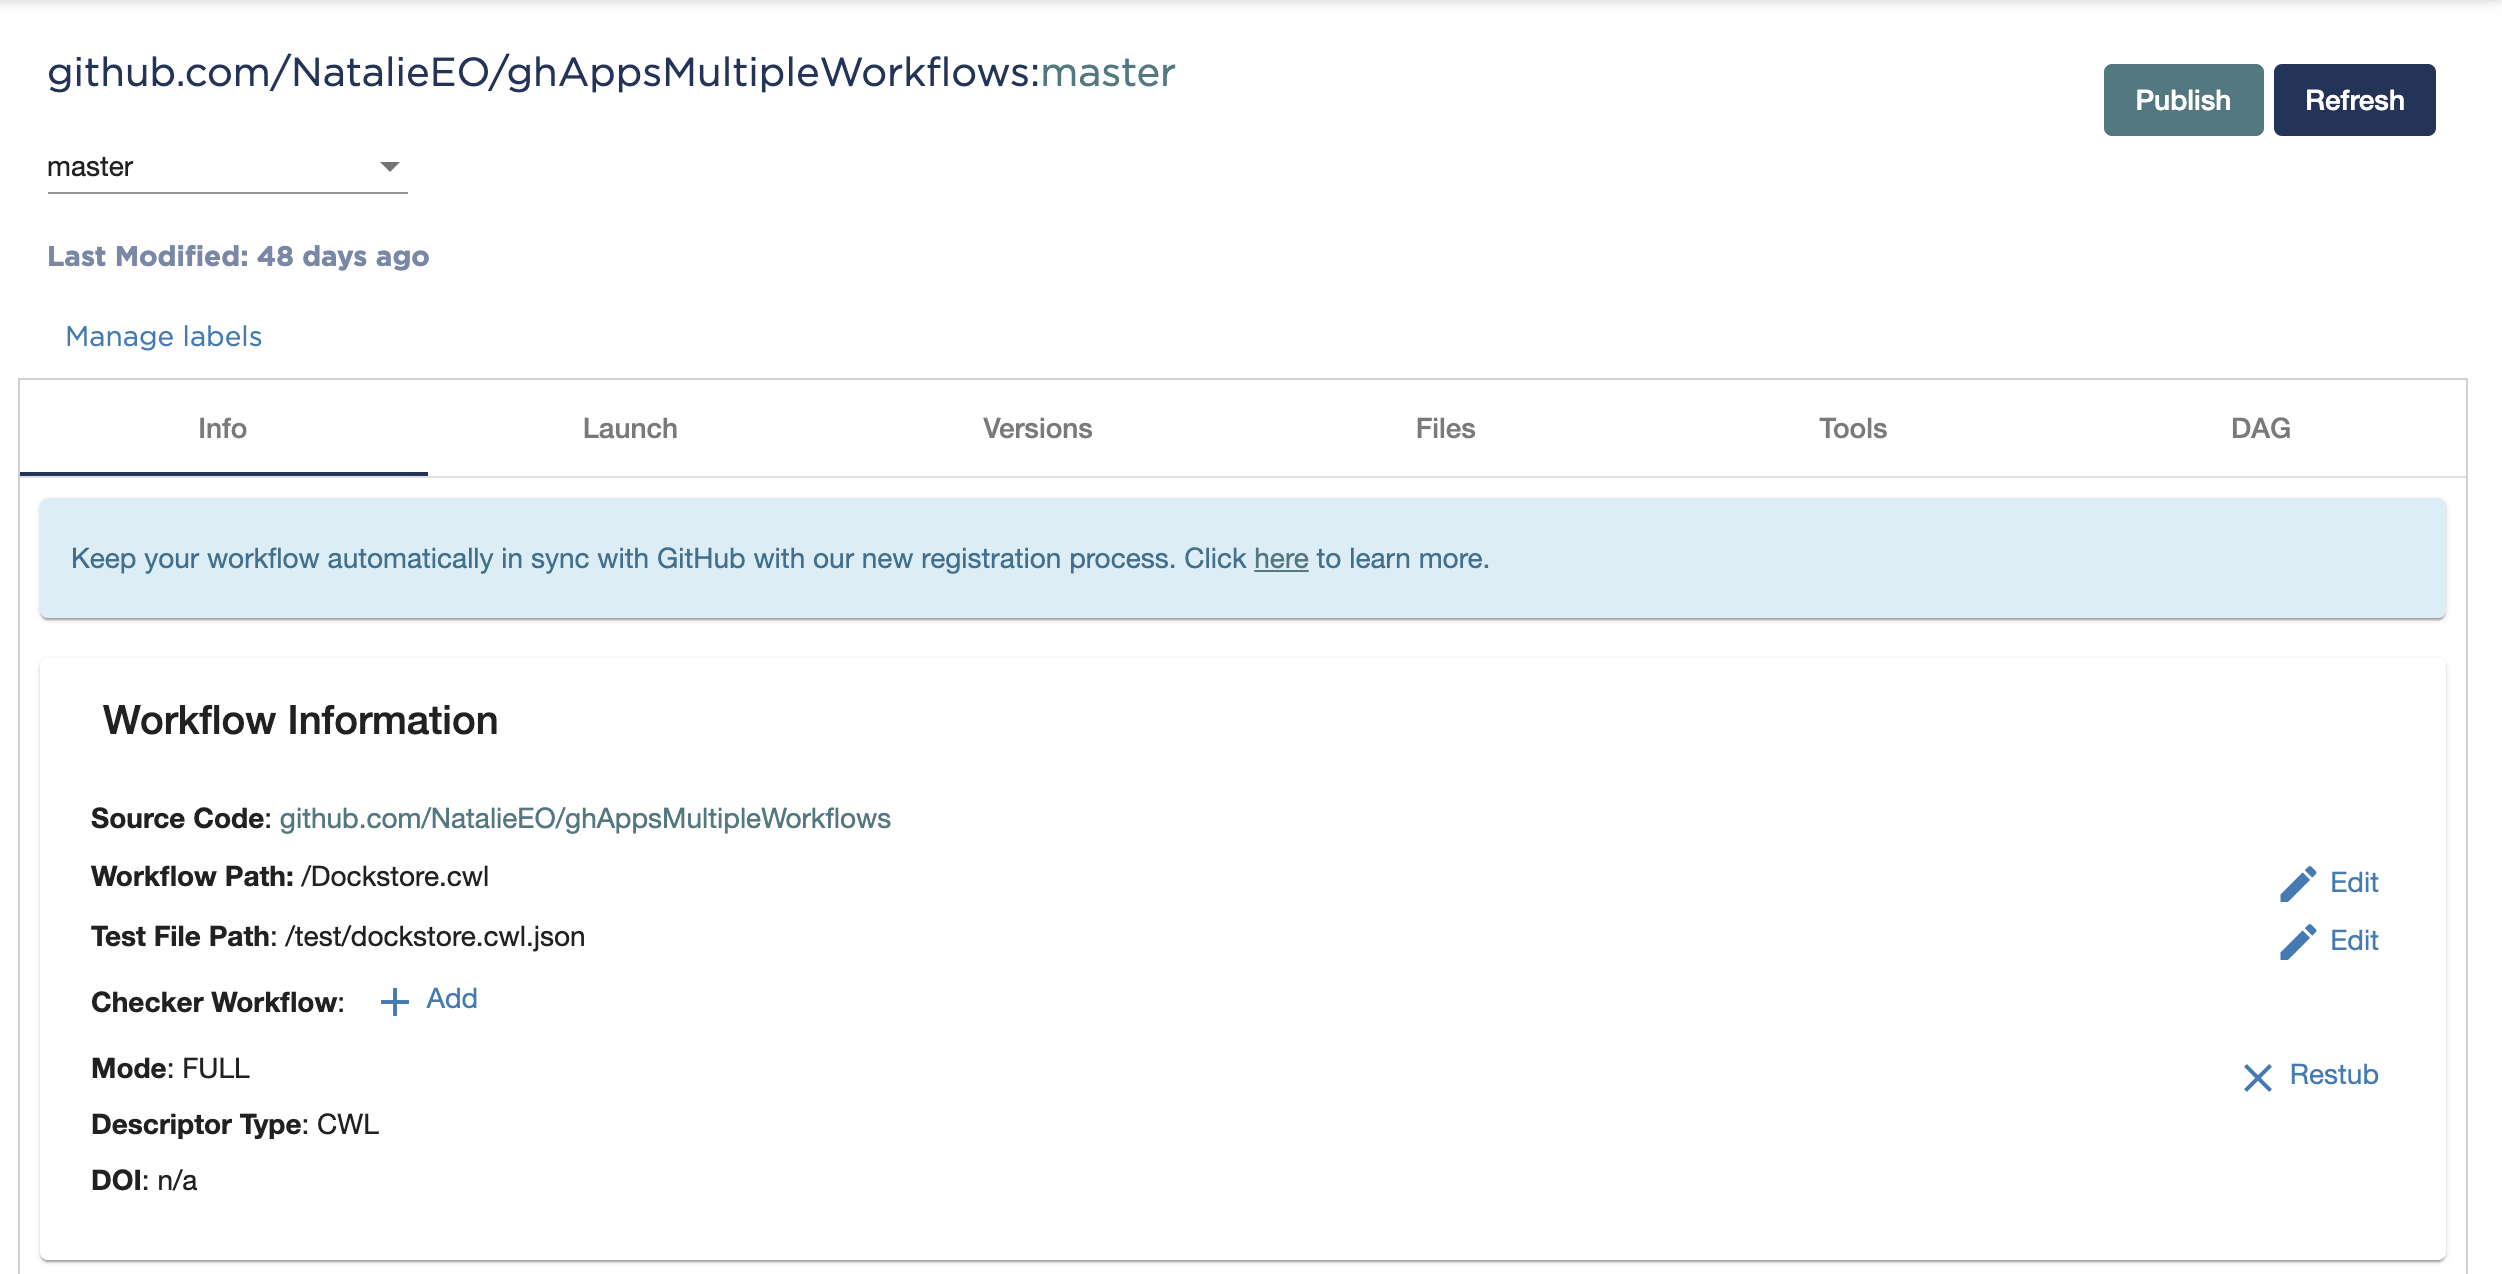 github.com/NatalieEO/ghAppsMultipleWorkflows:master
Publish
Refresh
master
Last Modified: 48 days ago
Manage labels
Info
Launch
Versions
Files
Tools
DAG
Keep your workflow automatically in sync with GitHub with our new registration process. Click here to learn more.
Workflow Information
Source Code: github.com/NatalieEO/ghAppsMultipleWorkflows
Workflow Path: /Dockstore.cwl
Edit
Test File Path: /test/dockstore.cwl.json
Edit
Checker Workflow: Add
Mode: FULL
Restub
Descriptor Type: CWL
DOI: n/a